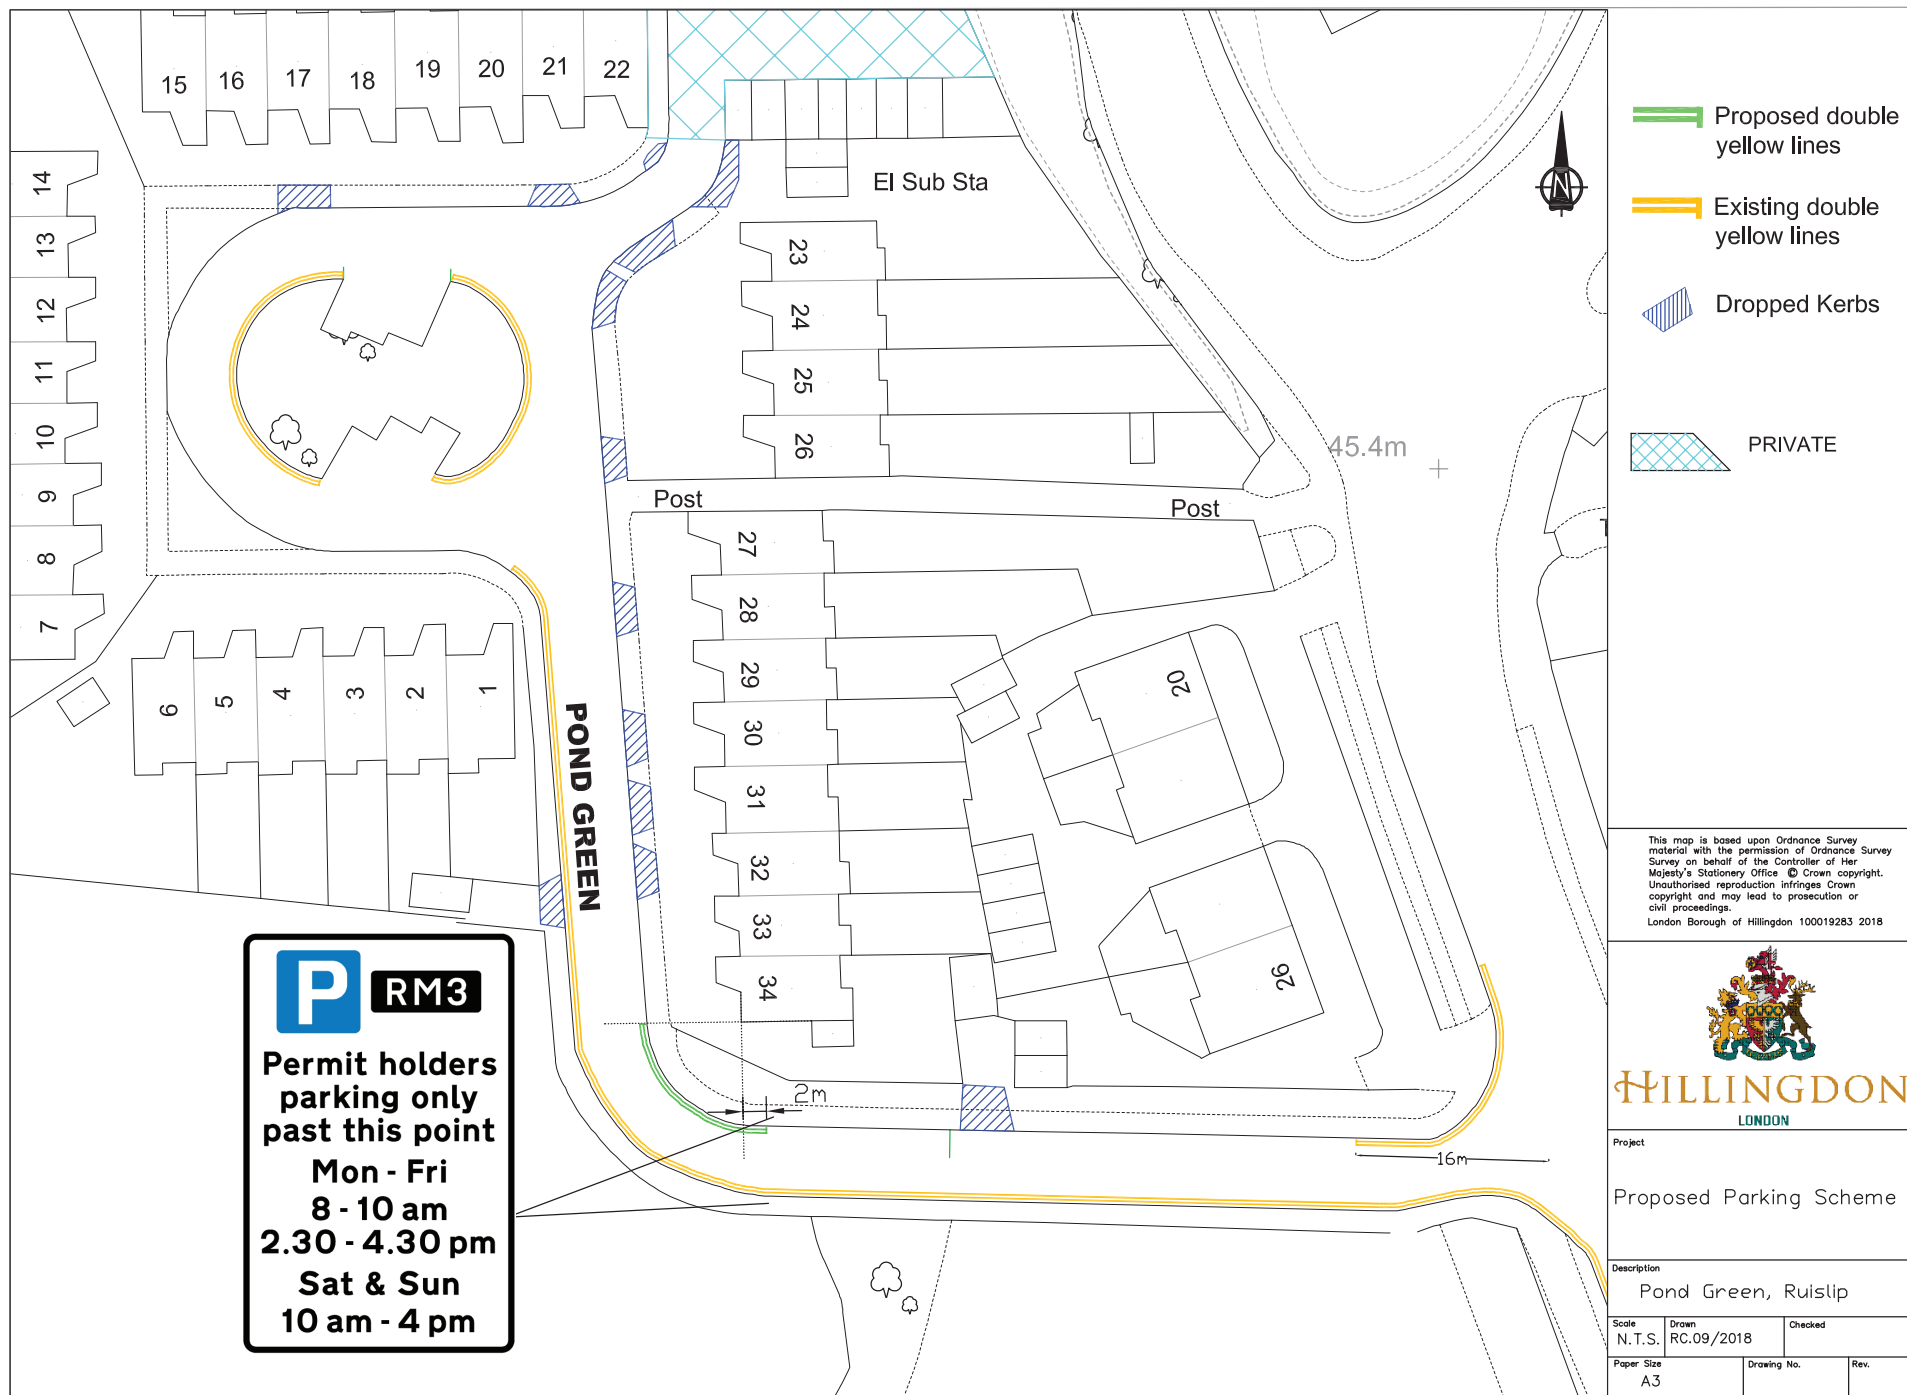 15
16
17
18
19
20
21
22
14
13
12
11
10
9
8
7
El Sub Sta
23
24
25
26
Post
Post
45.4m
27
28
29
30
31
32
33
34
6
5
4
3
2
1
POND GREEN
20
26
2m
16m
P RM3
Permit holders
parking only
past this point
Mon - Fri
8 - 10 am
2.30 - 4.30 pm
Sat & Sun
10 am - 4 pm
Proposed double
yellow lines
N
Existing double
yellow lines
Dropped Kerbs
PRIVATE
This map is based upon Ordnance Survey
material with the permission of Ordnance Survey
Survey on behalf of the Controller of Her
Majesty's Stationery Office © Crown copyright.
Unauthorised reproduction infringes Crown
copyright and may lead to prosecution or
civil proceedings.
London Borough of Hillingdon 100019283 2018
HILLINGDON
LONDON
Project
Proposed Parking Scheme
Description
Pond Green, Ruislip
Scale Drawn Checked
N.T.S. RC.09/2018
Paper Size Drawing No. Rev.
A3